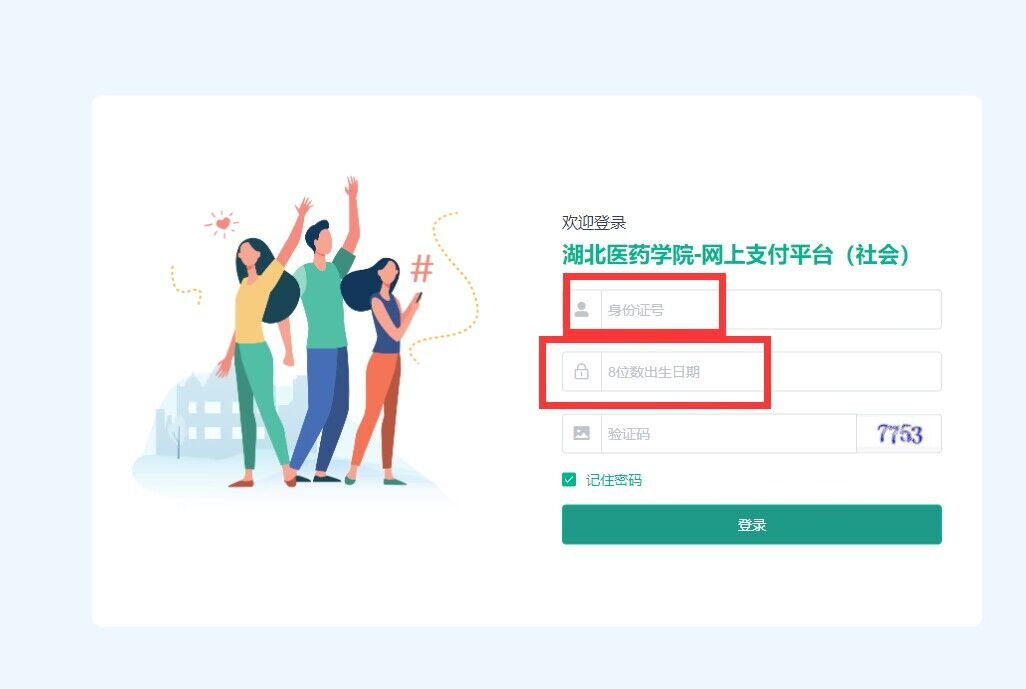 欢迎登录
湖北医药学院-网上支付平台（社会）
身份证号
8位数出生日期
验证码
7753
记住密码
登录
#